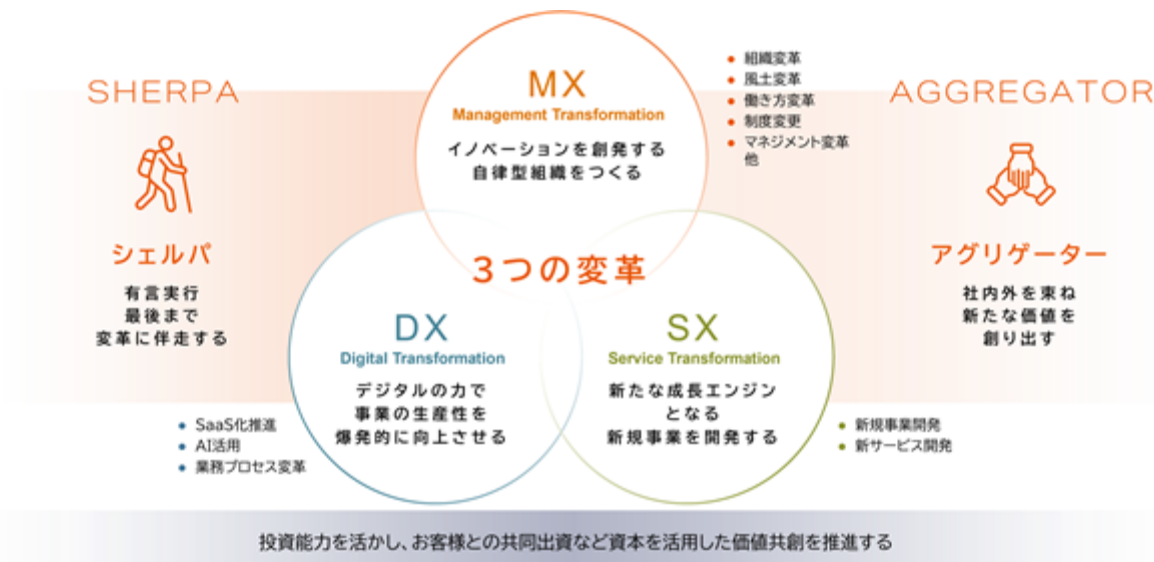 SHERPA
シェルパ
有言実行
最後まで
変革に伴走する
MX
Management Transformation
イノベーションを創発する
自律型組織をつくる
● 組織変革
● 風土変革
● 働き方変革
● 制度変更
● マネジメント変革
他
AGGREGATOR
アグリゲーター
社内外を束ね
新たな価値を
創り出す
3つの変革
DX
Digital Transformation
デジタルの力で
事業の生産性を
爆発的に向上させる
● SaaS化推進
● AI活用
● 業務プロセス変革
SX
Service Transformation
新たな成長エンジン
となる
新規事業を開発する
● 新規事業開発
● 新サービス開発
投資能力を活かし、お客様との共同出資など資本を活用した価値共創を推進する